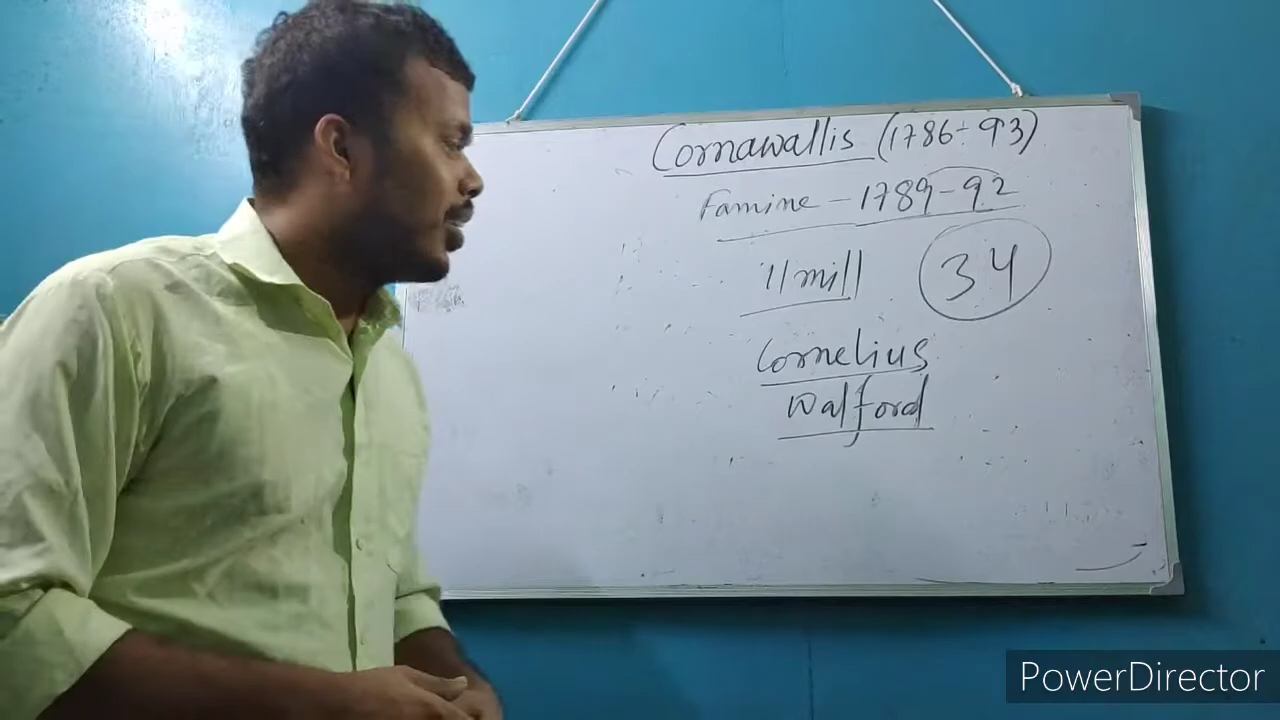 Cornawallis (1786-93)
Famine - 1789-92
11 mill 34
Cornelius
Walford
PowerDirector